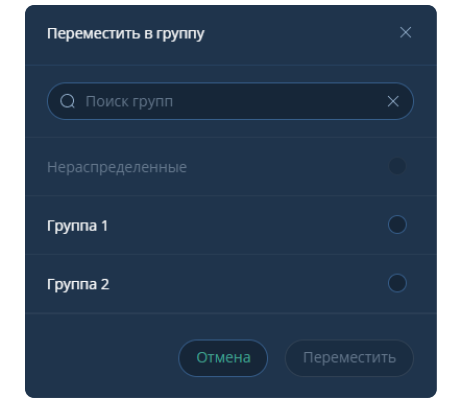 Переместить в группу
Поиск групп
Нераспределенные
Группа 1
Группа 2
Отмена Переместить